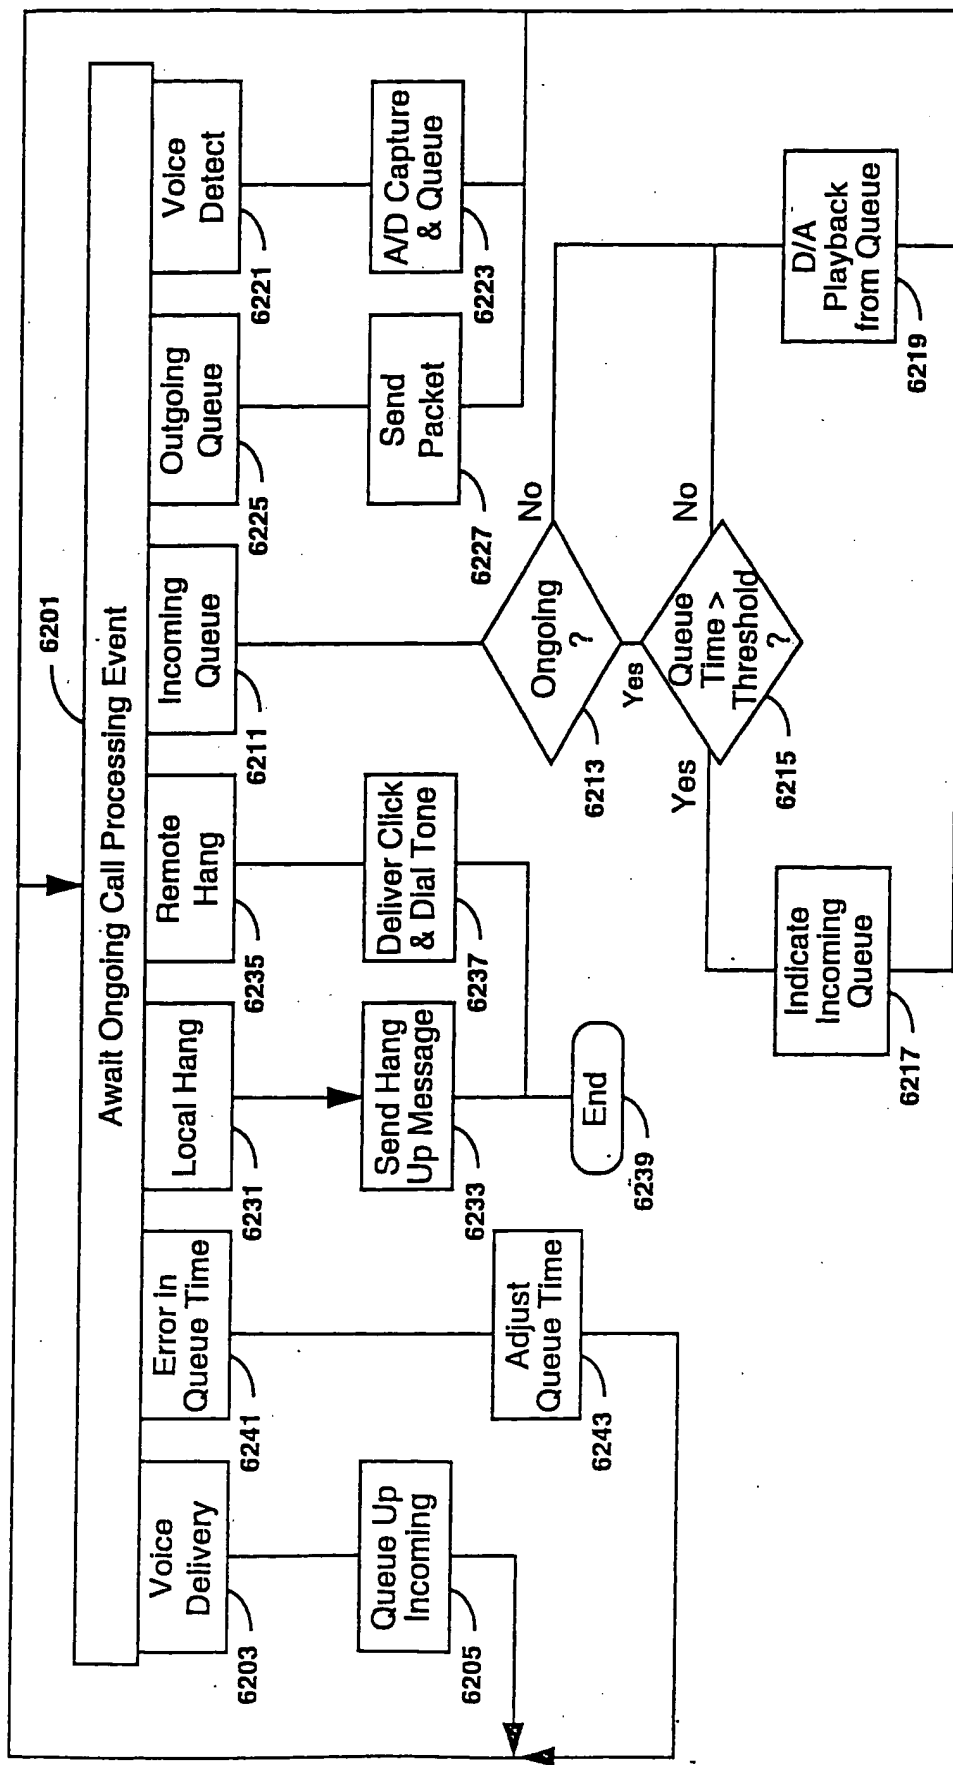 6201
Await Ongoing Call Processing Event
Voice
Delivery
6203
Error in
Queue Time
6241
Local Hang
6231
Remote
Hang
6235
Incoming
Queue
6211
Outgoing
Queue
6225
Voice
Detect
6221
Queue Up
Incoming
6205
Send Hang
Up Message
6233
Deliver Click
& Dial Tone
6237
Send
Packet
6227
A/D Capture
& Queue
6223
Adjust
Queue Time
6243
End
6239
Ongoing
?
6213
No
Yes
Queue
Time >
Threshold
?
6215
Yes
No
Indicate
Incoming
Queue
6217
D/A
Playback
from Queue
6219